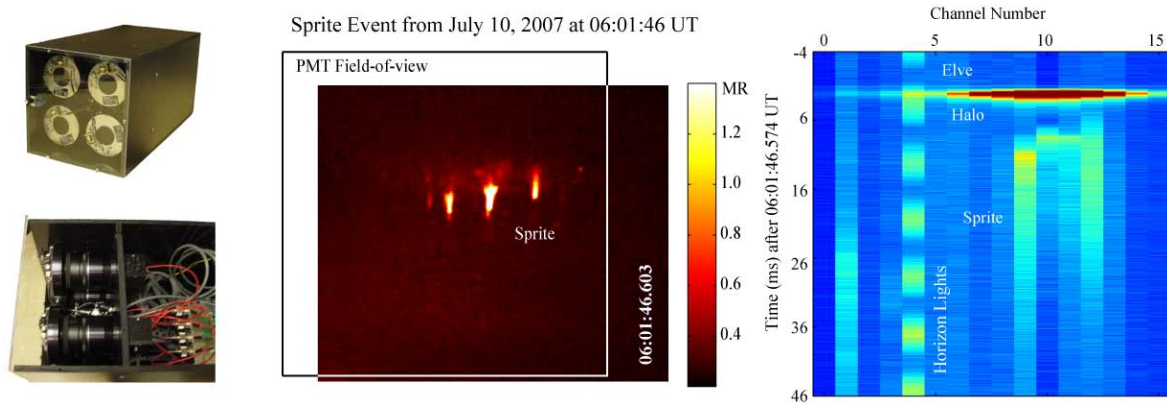 Sprite Event from July 10, 2007 at 06:01:46 UT
PMT Field-of-view
Sprite
06:01:46.603
MR
1.2
1.0
0.8
0.6
0.4
Channel Number
0 5 10 15
-4
6
16
26
36
46
Time (ms) after 06:01:46.574 UT
Elve
Halo
Sprite
Horizon Lights